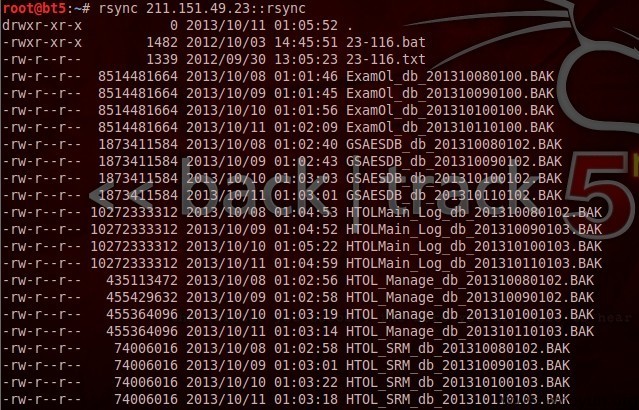 root@bt5:~# rsync 211.151.49.23::rsync
drwxr-xr-x 0 2013/10/11 01:05:52 .
-rwxr-xr-x 1482 2012/10/03 14:45:51 23-116.bat
-rw-r--r-- 1339 2012/09/30 13:05:23 23-116.txt
-rw-r--r-- 8514481664 2013/10/08 01:01:46 ExamOl_db_201310080100.BAK
-rw-r--r-- 8514481664 2013/10/09 01:01:45 ExamOl_db_201310090100.BAK
-rw-r--r-- 8514481664 2013/10/10 01:01:56 ExamOl_db_201310100100.BAK
-rw-r--r-- 8514481664 2013/10/11 01:02:09 ExamOl_db_201310110100.BAK
-rw-r--r-- 1873411584 2013/10/08 01:02:40 GSAESDB_db_201310080102.BAK
-rw-r--r-- 1873411584 2013/10/09 01:02:43 GSAESDB_db_201310090102.BAK
-rw-r--r-- 1873411584 2013/10/10 01:03:03 GSAESDB_db_201310100102.BAK
-rw-r--r-- 1873411584 2013/10/11 01:03:01 GSAESDB_db_201310110102.BAK
-rw-r--r-- 10272333312 2013/10/08 01:04:53 HTOLMain_Log_db_201310080102.BAK
-rw-r--r-- 10272333312 2013/10/09 01:04:52 HTOLMain_Log_db_201310090103.BAK
-rw-r--r-- 10272333312 2013/10/10 01:05:22 HTOLMain_Log_db_201310100103.BAK
-rw-r--r-- 10272333312 2013/10/11 01:04:59 HTOLMain_Log_db_201310110103.BAK
-rw-r--r-- 435113472 2013/10/08 01:02:56 HTOL_Manage_db_201310080102.BAK
-rw-r--r-- 455429632 2013/10/09 01:02:58 HTOL_Manage_db_201310090102.BAK
-rw-r--r-- 455364096 2013/10/10 01:03:19 HTOL_Manage_db_201310100103.BAK
-rw-r--r-- 455364096 2013/10/11 01:03:14 HTOL_Manage_db_201310110103.BAK
-rw-r--r-- 74006016 2013/10/08 01:02:58 HTOL_SRM_db_201310080102.BAK
-rw-r--r-- 74006016 2013/10/09 01:03:01 HTOL_SRM_db_201310090103.BAK
-rw-r--r-- 74006016 2013/10/10 01:03:22 HTOL_SRM_db_201310100103.BAK
-rw-r--r-- 74006016 2013/10/11 01:03:18 HTOL_SRM_db_201310110103.BAK
<< back | track 5